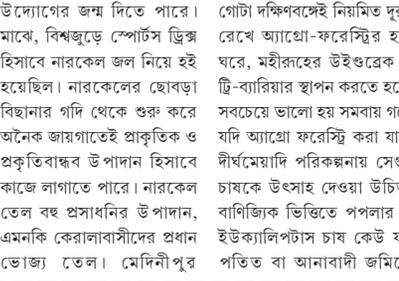 উদ্যোগের জন্ম দিতে পারে।
মাঝে, বিশ্বজুড়ে স্পোর্টস ড্রিঙ্ক
হিসাবে নারকেল জল নিয়ে হই
হয়েছিল। নারকেলের ছোবড়া
বিছানার গদি থেকে শুরু করে
অনৈক জায়গাতেই প্রাকৃতিক ও
প্রকৃতিবান্ধব উপাদান হিসাবে
কাজে লাগাতে পারে। নারকেল
তেল বহু প্রসাধনির উপাদান,
এমনকি কেরালাবাসীদের প্রধান
ভোজ্য তেল। মেদিনীপুর
গোটা দক্ষিণবঙ্গেই নিয়মিত
রেখে অ্যাগ্রো-ফরেস্ট্রির
ঘরে, মহীরূহের উইণ্ডব্রেক
ট্রি-ব্যারিয়ার স্থাপন করতে
সবচেয়ে ভালো হয় সমবায়
যদি অ্যাগ্রো ফরেস্ট্রি করা
দীর্ঘমেয়াদি পরিকল্পনায়
চাষকে উৎসাহ দেওয়া
বাণিজ্যিক ভিত্তিতে পপলার
ইউক্যালিপটাস চাষ কেউ
পতিত বা আনাবাদী